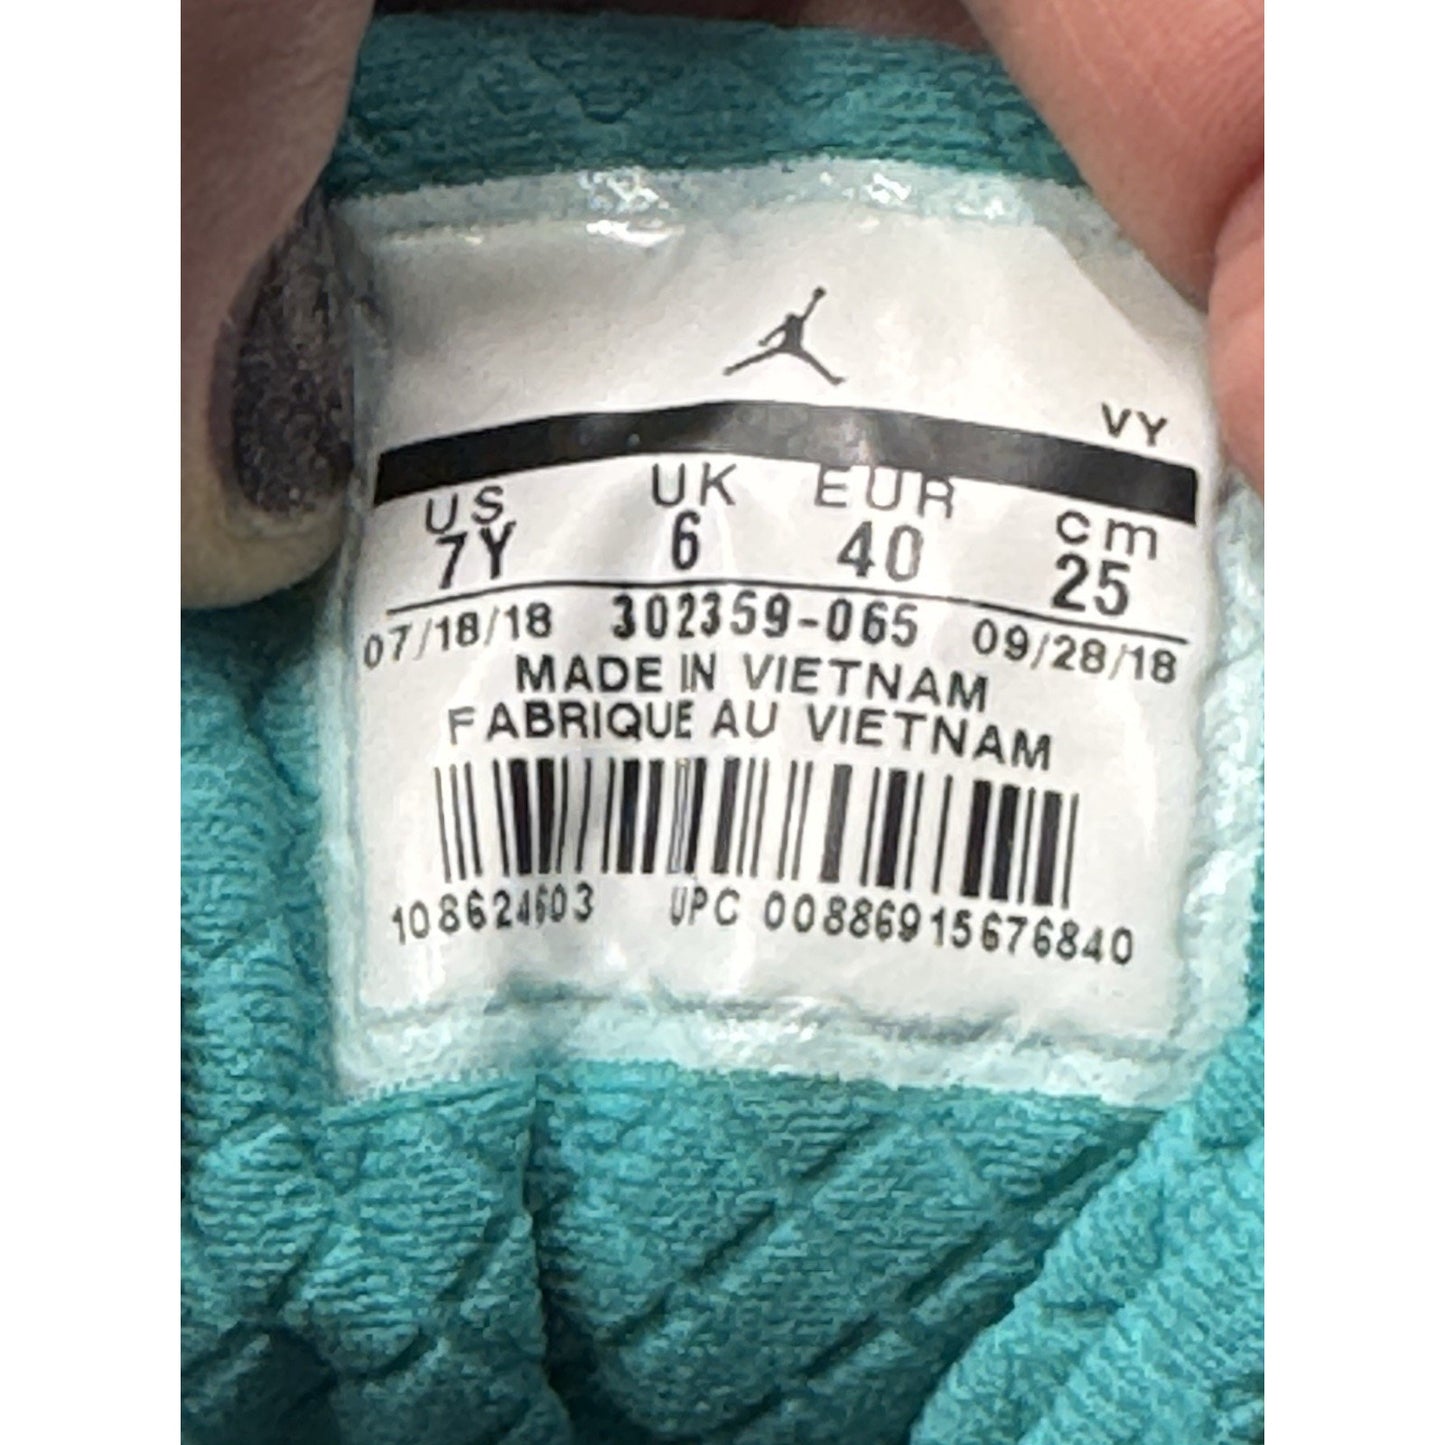 VY
US UK EUR cm
7Y 6 40 25
07/18/18 302359-065 09/28/18
MADE IN VIETNAM
FABRIQUE AU VIETNAM
108624603 UPC 00886915676840